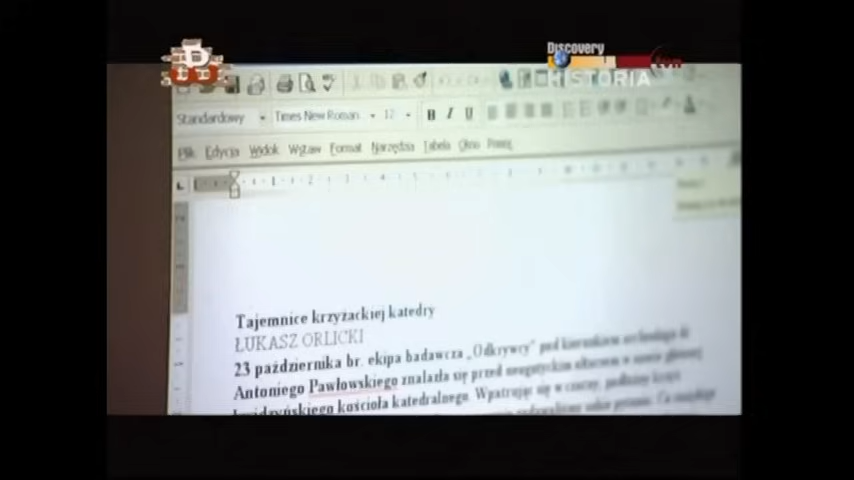 Discovery
HISTORIA
Standardowy Times New Roman 12 B I U
Plik Edycja Widok Wstaw Format Narzędzia Tabela Okno Pomoc
Tajemnice krzyżackiej katedry
ŁUKASZ ORLICKI
23 października br. ekipa badawcza „Odkrywcy” pod kierunkiem archeologa dr
Antoniego Pawłowskiego znalazła się przed neogotyckim ołtarzem w nawie głównej
kwidzyńskiego kościoła katedralnego. Wpatrując się w czarny, podłużny